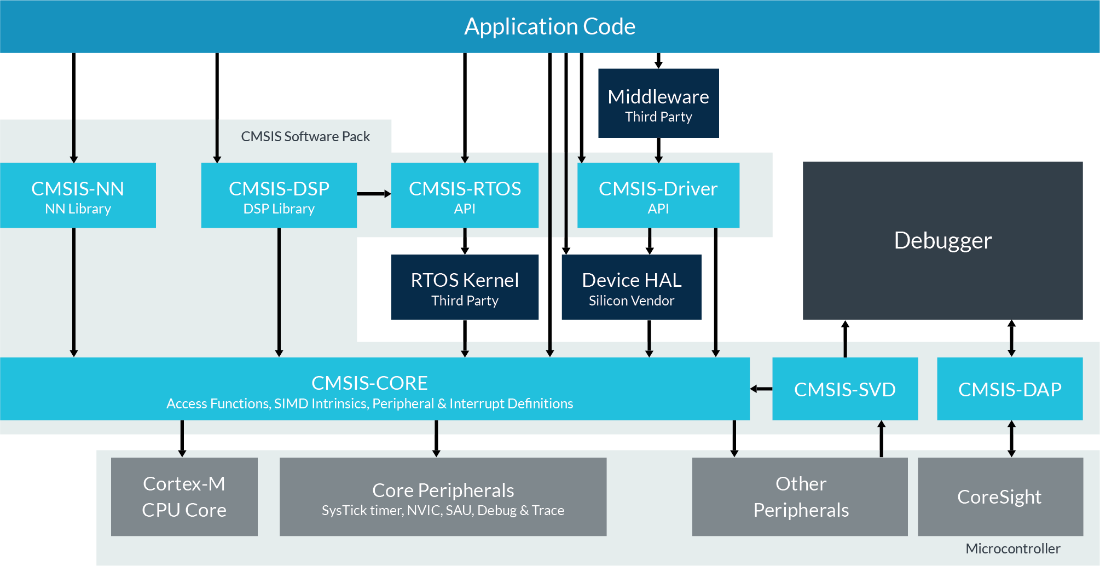 Application Code
Middleware
Third Party
CMSIS Software Pack
CMSIS-NN
NN Library
CMSIS-DSP
DSP Library
CMSIS-RTOS
API
CMSIS-Driver
API
Debugger
RTOS Kernel
Third Party
Device HAL
Silicon Vendor
CMSIS-CORE
Access Functions, SIMD Intrinsics, Peripheral & Interrupt Definitions
CMSIS-SVD
CMSIS-DAP
Cortex-M
CPU Core
Core Peripherals
SysTick timer, NVIC, SAU, Debug & Trace
Other
Peripherals
CoreSight
Microcontroller